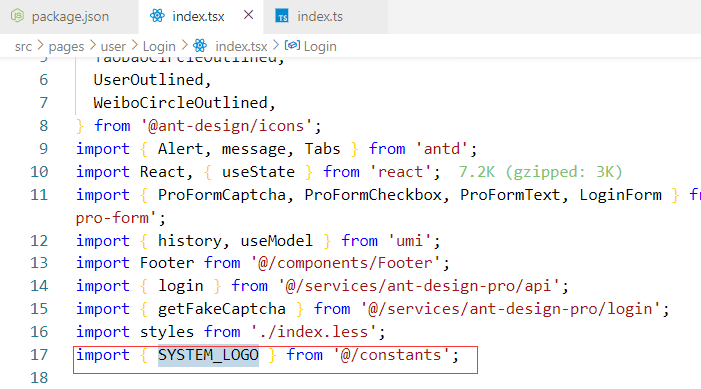 package.json
index.tsx
index.ts
src > pages > user > Login > index.tsx > Login
5 TaobaoCircleOutlined,
6 UserOutlined,
7 WeiboCircleOutlined,
8 } from '@ant-design/icons';
9 import { Alert, message, Tabs } from 'antd';
10 import React, { useState } from 'react'; 7.2K (gzipped: 3K)
11 import { ProFormCaptcha, ProFormCheckbox, ProFormText, LoginForm } fr
pro-form';
12 import { history, useModel } from 'umi';
13 import Footer from '@/components/Footer';
14 import { login } from '@/services/ant-design-pro/api';
15 import { getFakeCaptcha } from '@/services/ant-design-pro/login';
16 import styles from './index.less';
17 import { SYSTEM_LOGO } from '@/constants';
18